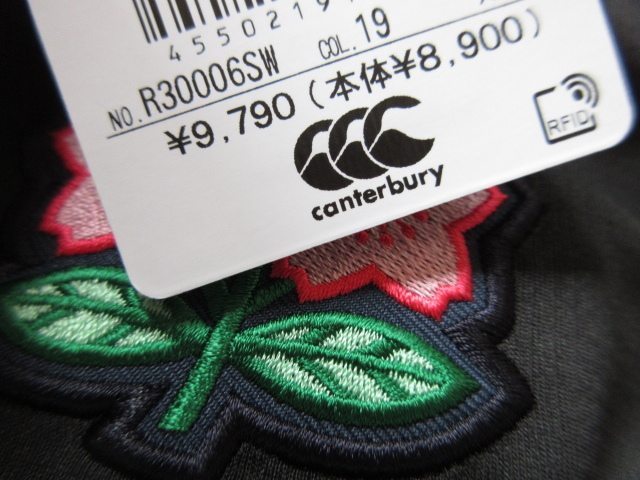 4550219
NO. R30006SW COL. 19
¥9,790 (本体¥8,900)
RFID
canterbury